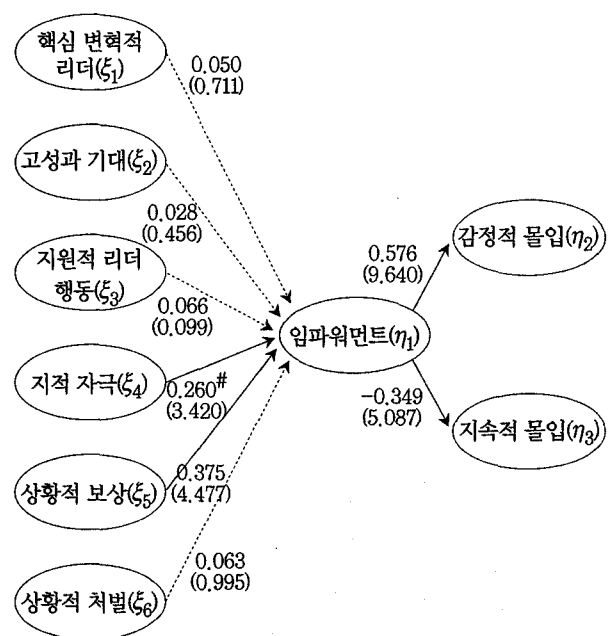 핵심 변혁적
리더(ξ1)
0.050
(0.711)
고성과 기대(ξ2)
0.028
(0.456)
지원적 리더
행동(ξ3)
0.066
(0.099)
지적 자극(ξ4)
0.260#
(3.420)
상황적 보상(ξ5)
0.375
(4.477)
상황적 처벌(ξ6)
0.063
(0.995)
임파워먼트(η1)
0.576
(9.640)
감정적 몰입(η2)
−0.349
(5.087)
지속적 몰입(η3)